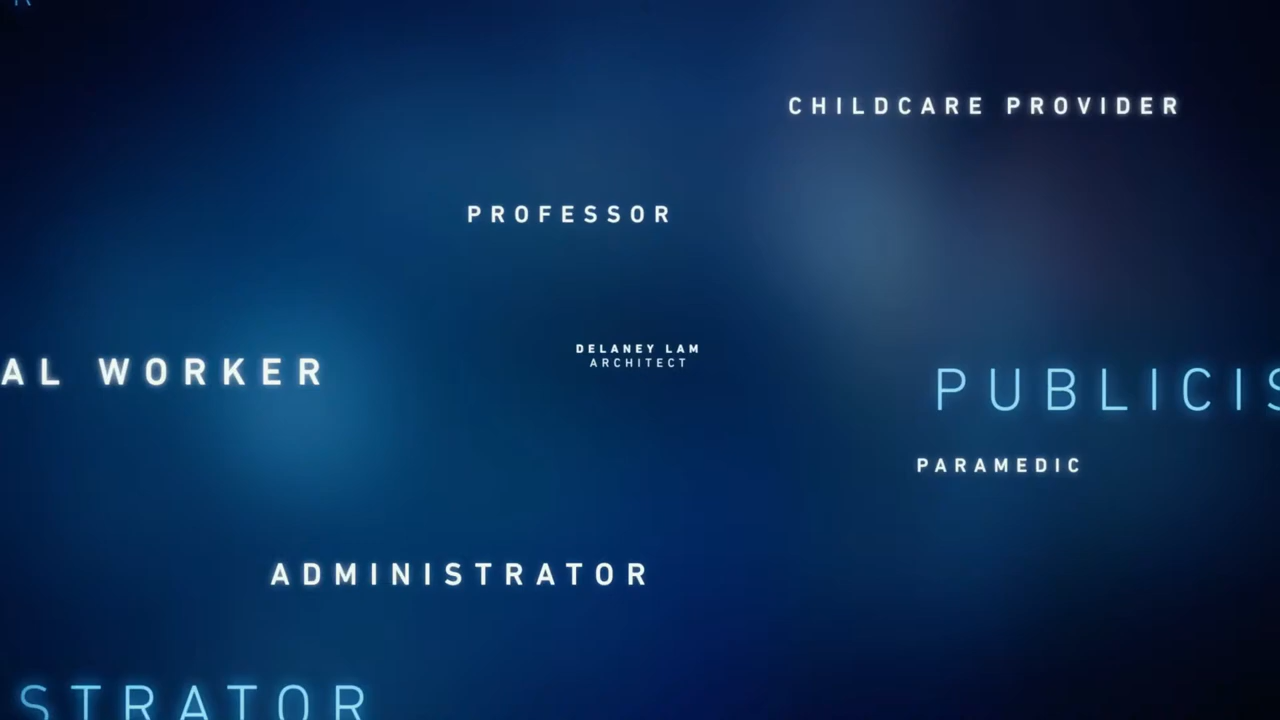 CHILDCARE PROVIDER
PROFESSOR
DELANEY LAM
ARCHITECT
AL WORKER
PUBLICIS
PARAMEDIC
ADMINISTRATOR
STRATOR